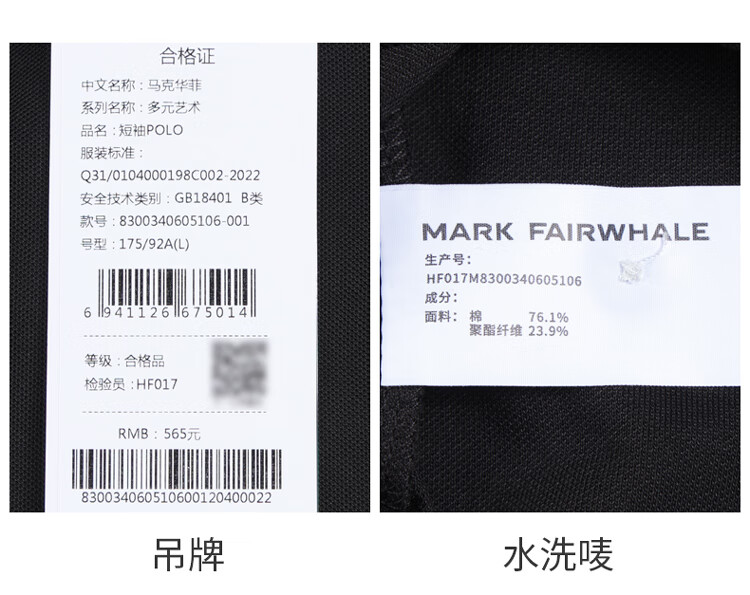 合格证
中文名称：马克华菲
系列名称：多元艺术
品名：短袖POLO
服装标准：
Q31/0104000198C002-2022
安全技术类别：GB18401 B类
款号：8300340605106-001
号型：175/92A(L)
6 941126 675014
等级：合格品
检验员：HF017
RMB：565元
830034060510600120400022
吊牌
MARK FAIRWHALE
生产号：
HF017M8300340605106
成分：
面料： 棉 76.1%
聚酯纤维 23.9%
水洗唛